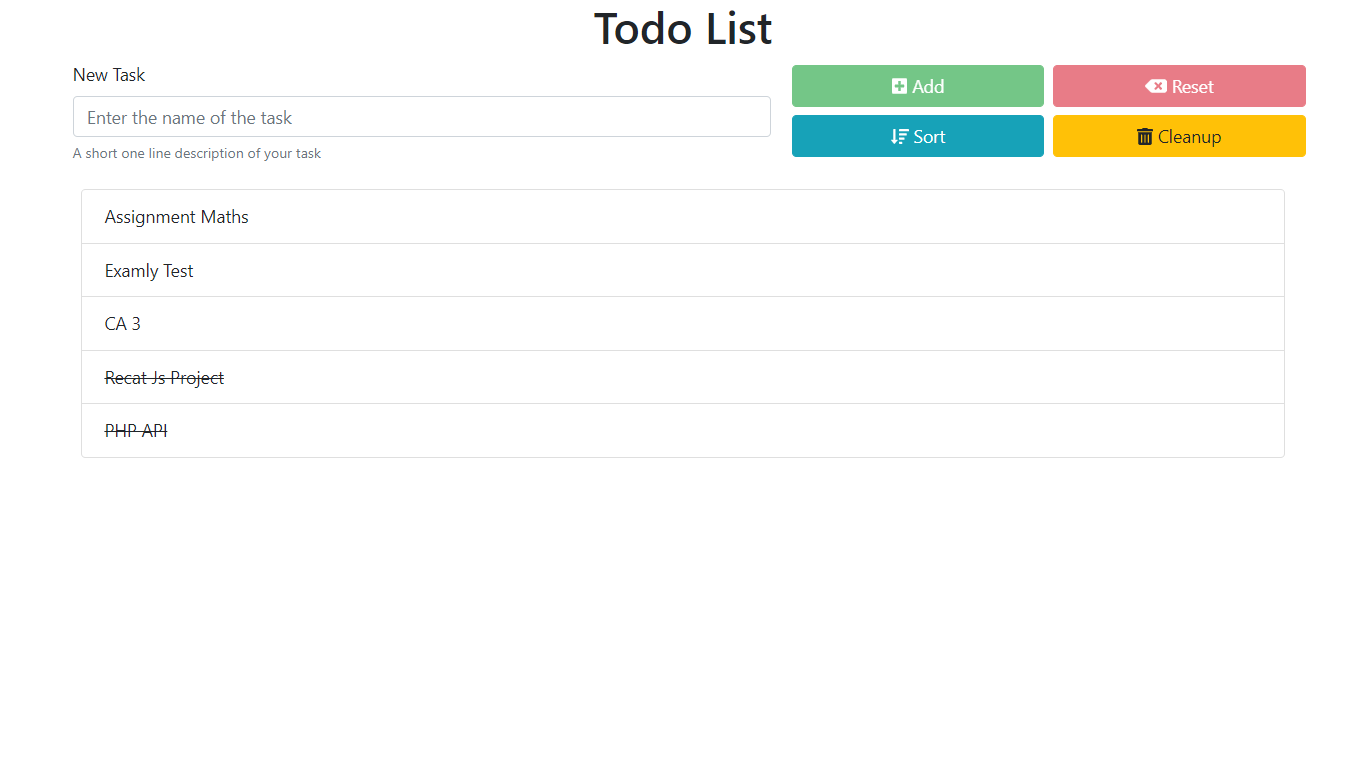 Todo List
New Task
Enter the name of the task
A short one line description of your task
Add
Reset
Sort
Cleanup
Assignment Maths
Examly Test
CA 3
Recat Js Project
PHP API